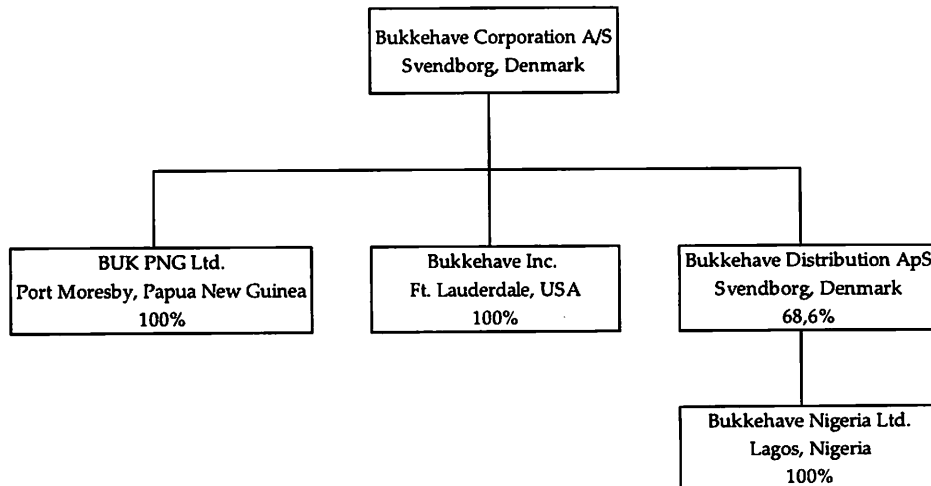 Bukkehave Corporation A/S
Svendborg, Denmark
BUK PNG Ltd.
Port Moresby, Papua New Guinea
100%
Bukkehave Inc.
Ft. Lauderdale, USA
100%
Bukkehave Distribution ApS
Svendborg, Denmark
68,6%
Bukkehave Nigeria Ltd.
Lagos, Nigeria
100%